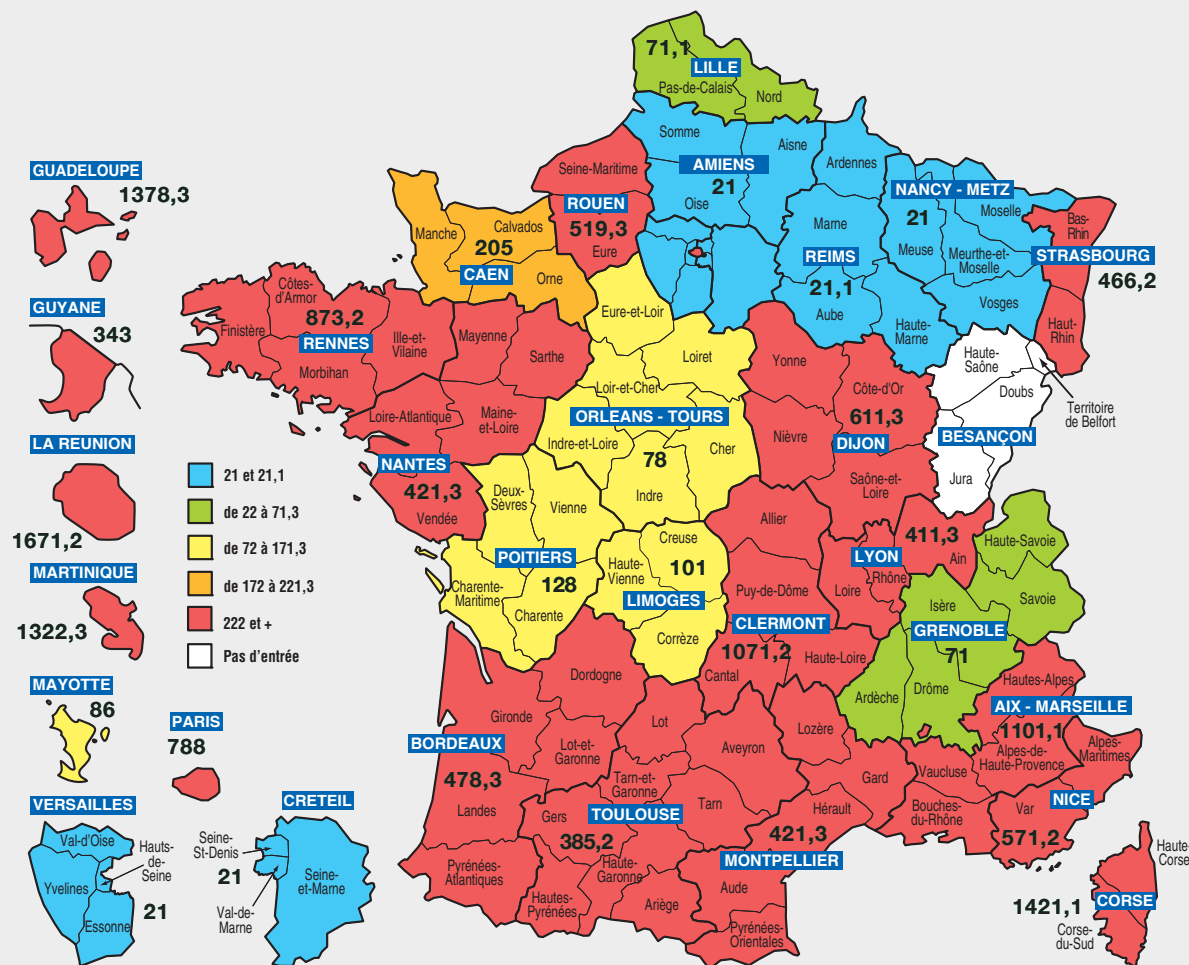 71,1
LILLE
Pas-de-Calais
Nord
Somme
Aisne
AMIENS
21
Oise
Ardennes
NANCY - METZ
21
Moselle
Meuse
Meurthe-et-
Moselle
Vosges
Marne
REIMS
21,1
Aube
Haute-
Marne
Bas-
Rhin
STRASBOURG
466,2
Haut-
Rhin
Seine-Maritime
ROUEN
519,3
Eure
Manche
Calvados
205
CAEN
Orne
GUADELOUPE
1378,3
GUYANE
343
LA REUNION
1671,2
MARTINIQUE
1322,3
MAYOTTE
86
PARIS
788
VERSAILLES
Val-d'Oise
Hauts-
de-
Seine
Yvelines
Essonne
21
CRETEIL
Seine-
St-Denis
21
Val-de-
Marne
Seine-
et-Marne
21 et 21,1
de 22 à 71,3
de 72 à 171,3
de 172 à 221,3
222 et +
Pas d'entrée
Côtes-
d'Armor
Finistère
873,2
RENNES
Ille-et-
Vilaine
Morbihan
Mayenne
Sarthe
Loire-Atlantique
Maine-
et-Loire
NANTES
421,3
Vendée
Eure-et-Loir
Loiret
Loir-et-Cher
ORLEANS - TOURS
Indre-et-Loire
78
Cher
Indre
Yonne
Côte-d'Or
611,3
Nièvre
DIJON
Saône-et-
Loire
Haute-
Saône
Doubs
Territoire
de Belfort
BESANÇON
Jura
Deux-
Sèvres
Vienne
POITIERS
128
Charente-
Maritime
Charente
Creuse
Haute-
Vienne
101
LIMOGES
Corrèze
Allier
Puy-de-Dôme
CLERMONT
1071,2
Haute-Loire
Cantal
411,3
LYON
Ain
Rhône
Loire
Haute-Savoie
Savoie
Isère
GRENOBLE
71
Ardèche
Drôme
Hautes-Alpes
AIX - MARSEILLE
1101,1
Alpes-de-
Haute-Provence
Vaucluse
Bouches-
du-Rhône
Alpes-
Maritimes
NICE
Var
571,2
Dordogne
Gironde
BORDEAUX
478,3
Lot-et-
Garonne
Landes
Pyrénées-
Atlantiques
Lot
Aveyron
Tarn-et-
Garonne
Tarn
Gers
TOULOUSE
385,2
Haute-
Garonne
Hautes-
Pyrénées
Ariège
Lozère
Gard
Hérault
421,3
MONTPELLIER
Aude
Pyrénées-
Orientales
Haute-
Corse
CORSE
1421,1
Corse-
du-Sud